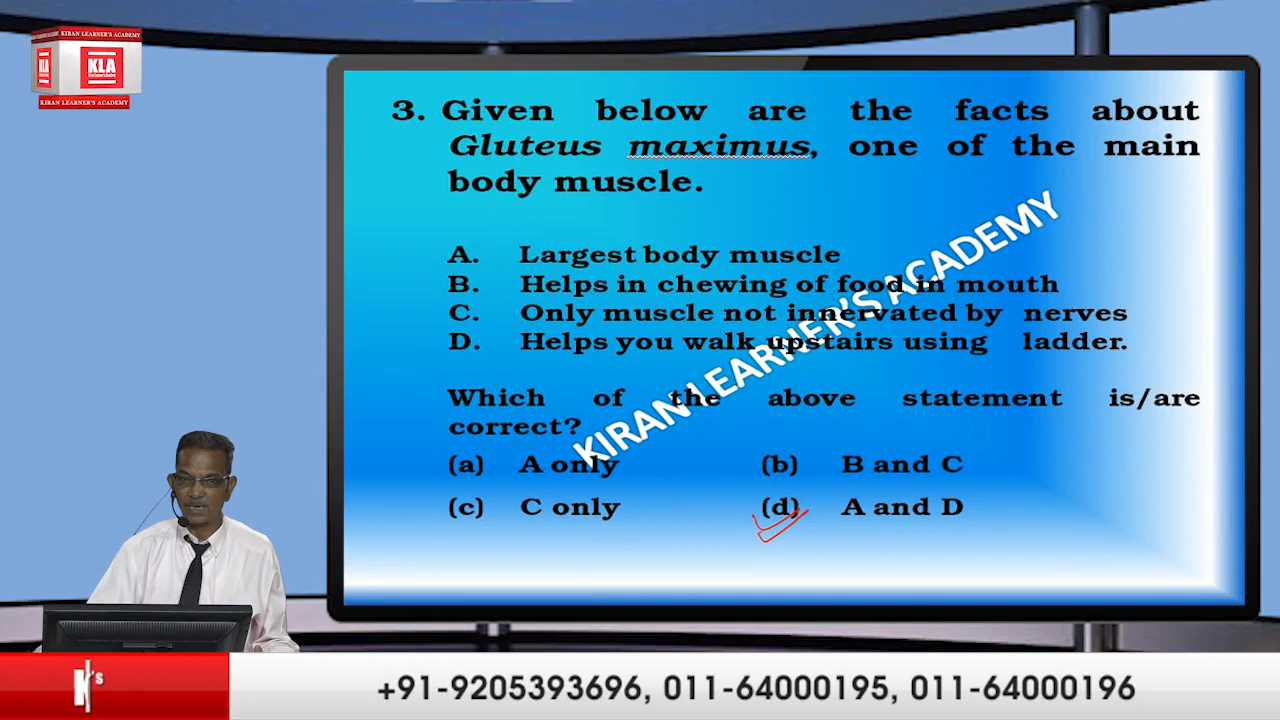 KIRAN LEARNER'S ACADEMY
KLA
Kiran Learner's Academy
KIRAN LEARNER'S ACADEMY
3. Given below are the facts about
Gluteus maximus, one of the main
body muscle.
A. Largest body muscle
B. Helps in chewing of food in mouth
C. Only muscle not innervated by nerves
D. Helps you walk upstairs using ladder.
Which of the above statement is/are
correct?
(a) A only (b) B and C
(c) C only (d) A and D
KIRAN LEARNER'S ACADEMY
K's
+91-9205393696, 011-64000195, 011-64000196